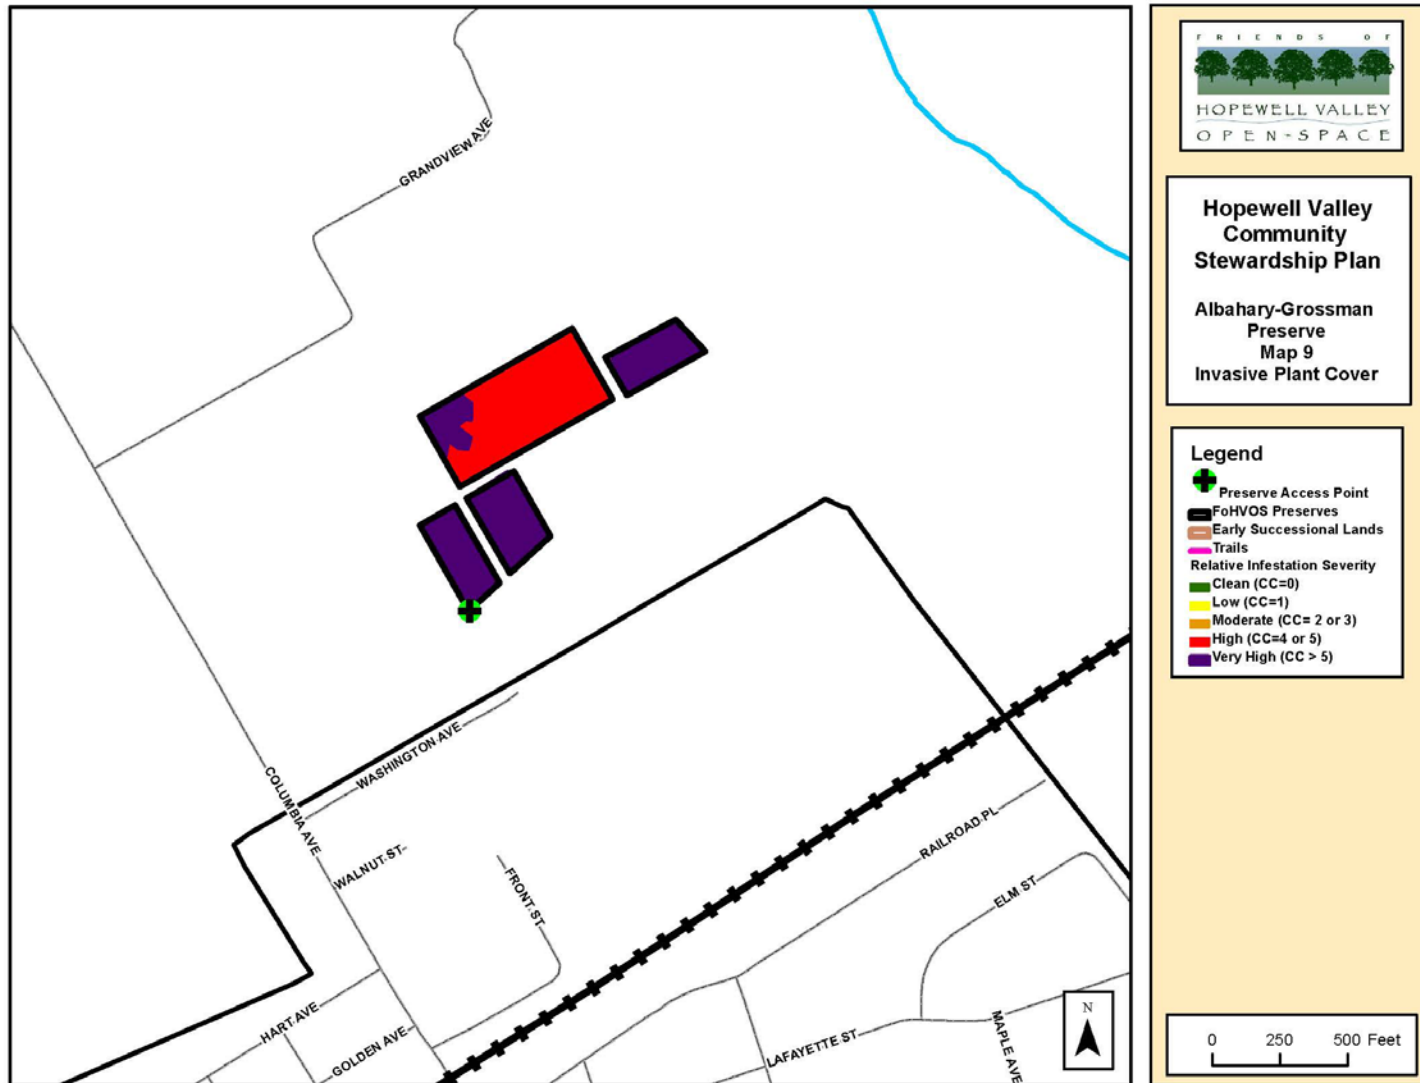 GRANDVIEW AVE
COLUMBIA AVE
WASHINGTON AVE
WALNUT ST
FRONT ST
HART AVE
GOLDEN AVE
RAILROAD PL
ELM ST
LAFAYETTE ST
MAPLE AVE
N
FRIENDS OF
HOPEWELL VALLEY
OPEN-SPACE
Hopewell Valley
Community
Stewardship Plan
Albahary-Grossman
Preserve
Map 9
Invasive Plant Cover
Legend
Preserve Access Point
FoHVOS Preserves
Early Successional Lands
Trails
Relative Infestation Severity
Clean (CC=0)
Low (CC=1)
Moderate (CC= 2 or 3)
High (CC=4 or 5)
Very High (CC > 5)
0 250 500 Feet